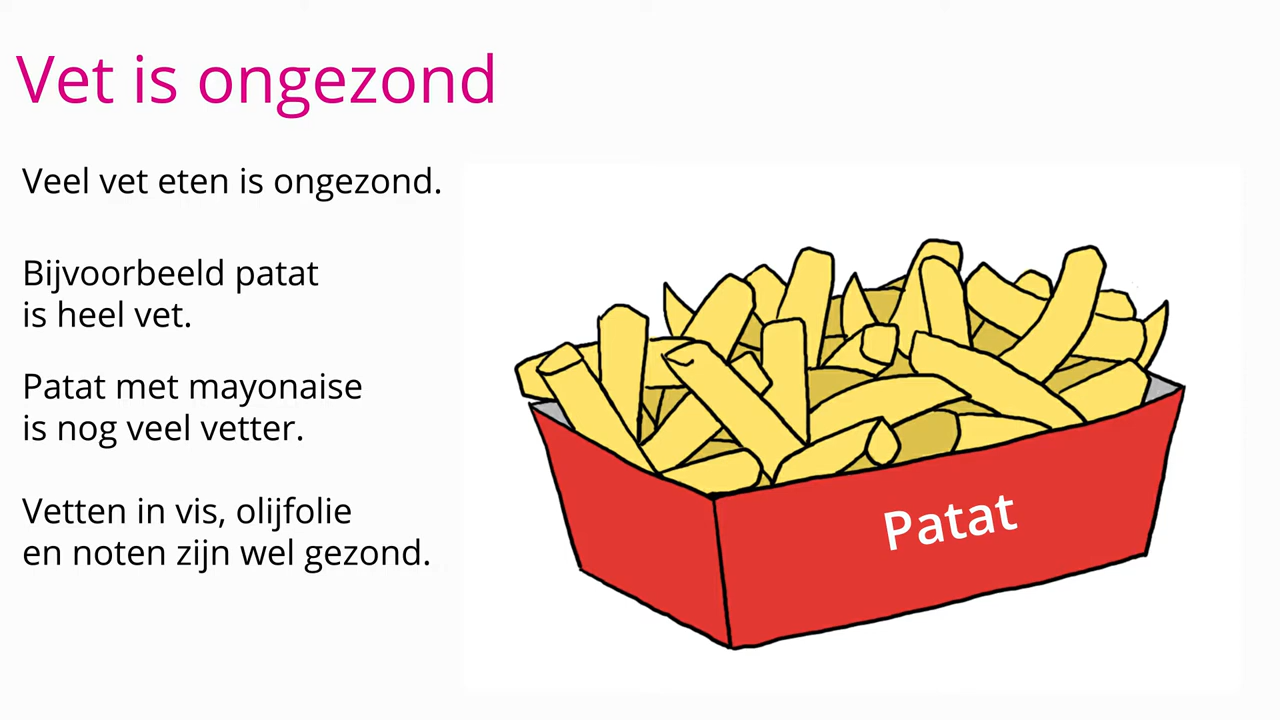 Vet is ongezond
Veel vet eten is ongezond.
Bijvoorbeeld patat
is heel vet.
Patat met mayonaise
is nog veel vetter.
Vetten in vis, olijfolie
en noten zijn wel gezond.
Patat